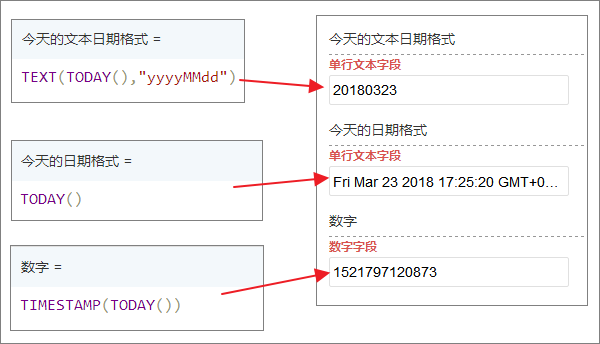 今天的文本日期格式 =
TEXT(TODAY(),"yyyyMMdd")
今天的日期格式 =
TODAY()
数字 =
TIMESTAMP(TODAY())
今天的文本日期格式
单行文本字段
20180323
今天的日期格式
单行文本字段
Fri Mar 23 2018 17:25:20 GMT+0...
数字
数字字段
1521797120873